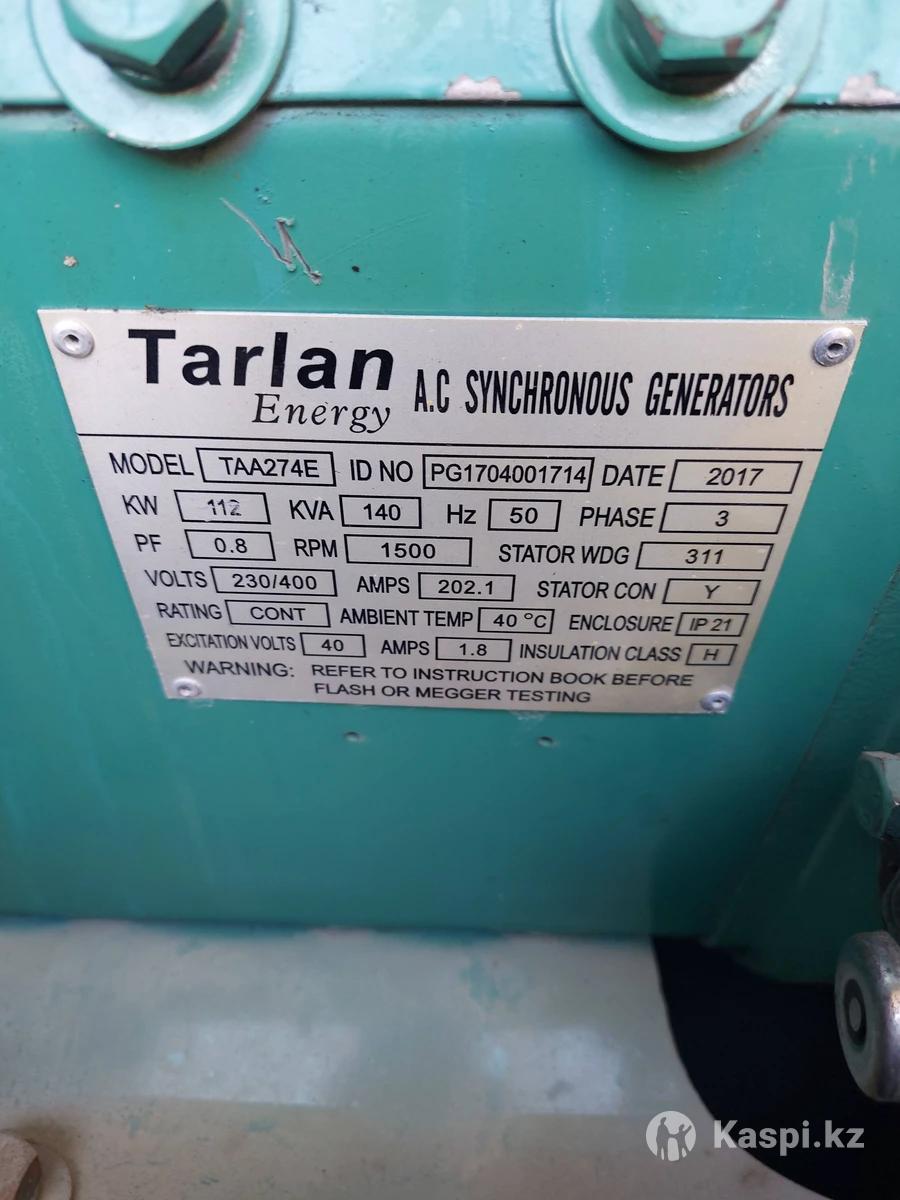 Tarlan
Energy
A.C SYNCHRONOUS GENERATORS
MODEL TAA274E ID NO PG1704001714 DATE 2017
KW 112 KVA 140 Hz 50 PHASE 3
PF 0.8 RPM 1500 STATOR WDG 311
VOLTS 230/400 AMPS 202.1 STATOR CON Y
RATING CONT AMBIENT TEMP 40 °C ENCLOSURE IP 21
EXCITATION VOLTS 40 AMPS 1.8 INSULATION CLASS H
WARNING: REFER TO INSTRUCTION BOOK BEFORE
FLASH OR MEGGER TESTING
Kaspi.kz